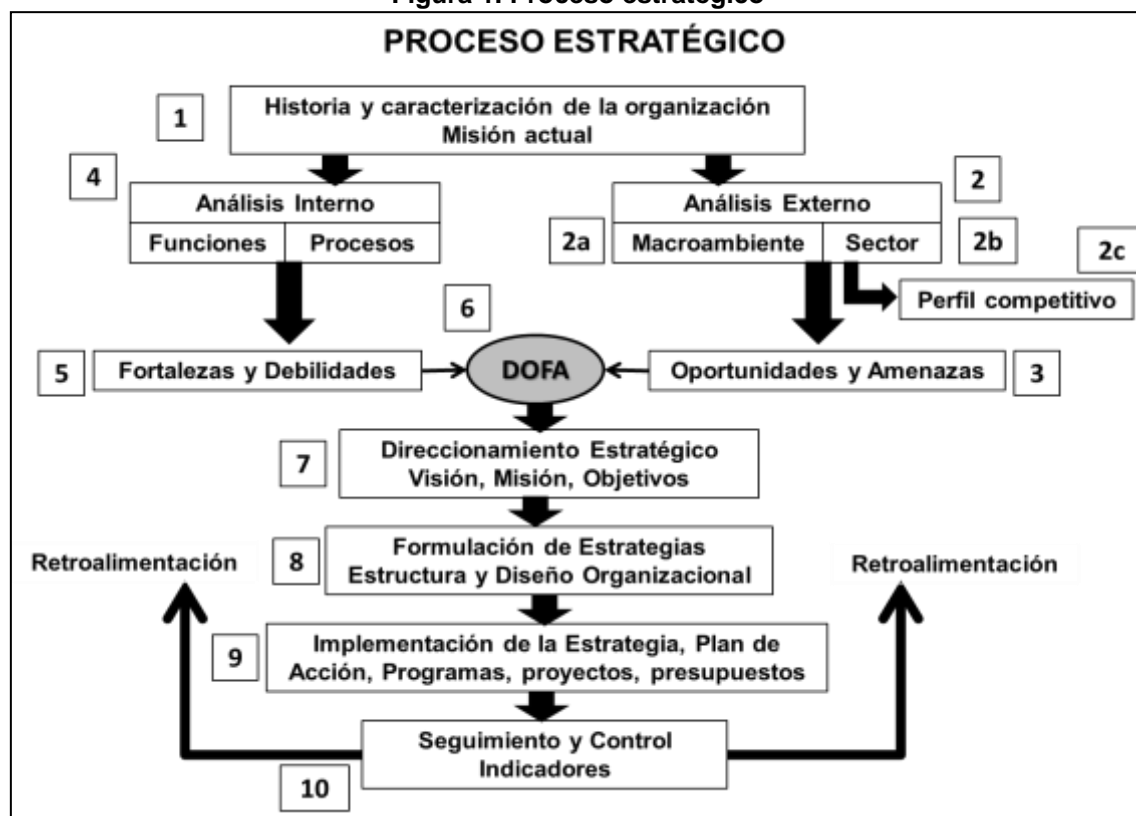 Figura 1. Proceso estratégico
PROCESO ESTRATÉGICO
1
Historia y caracterización de la organización
Misión actual
4
Análisis Interno
Funciones
Procesos
2
Análisis Externo
2a
Macroambiente
Sector
2b
2c
Perfil competitivo
6
5
Fortalezas y Debilidades
DOFA
Oportunidades y Amenazas
3
7
Direccionamiento Estratégico
Visión, Misión, Objetivos
Retroalimentación
8
Formulación de Estrategias
Estructura y Diseño Organizacional
Retroalimentación
9
Implementación de la Estrategia, Plan de
Acción, Programas, proyectos, presupuestos
Seguimiento y Control
Indicadores
10